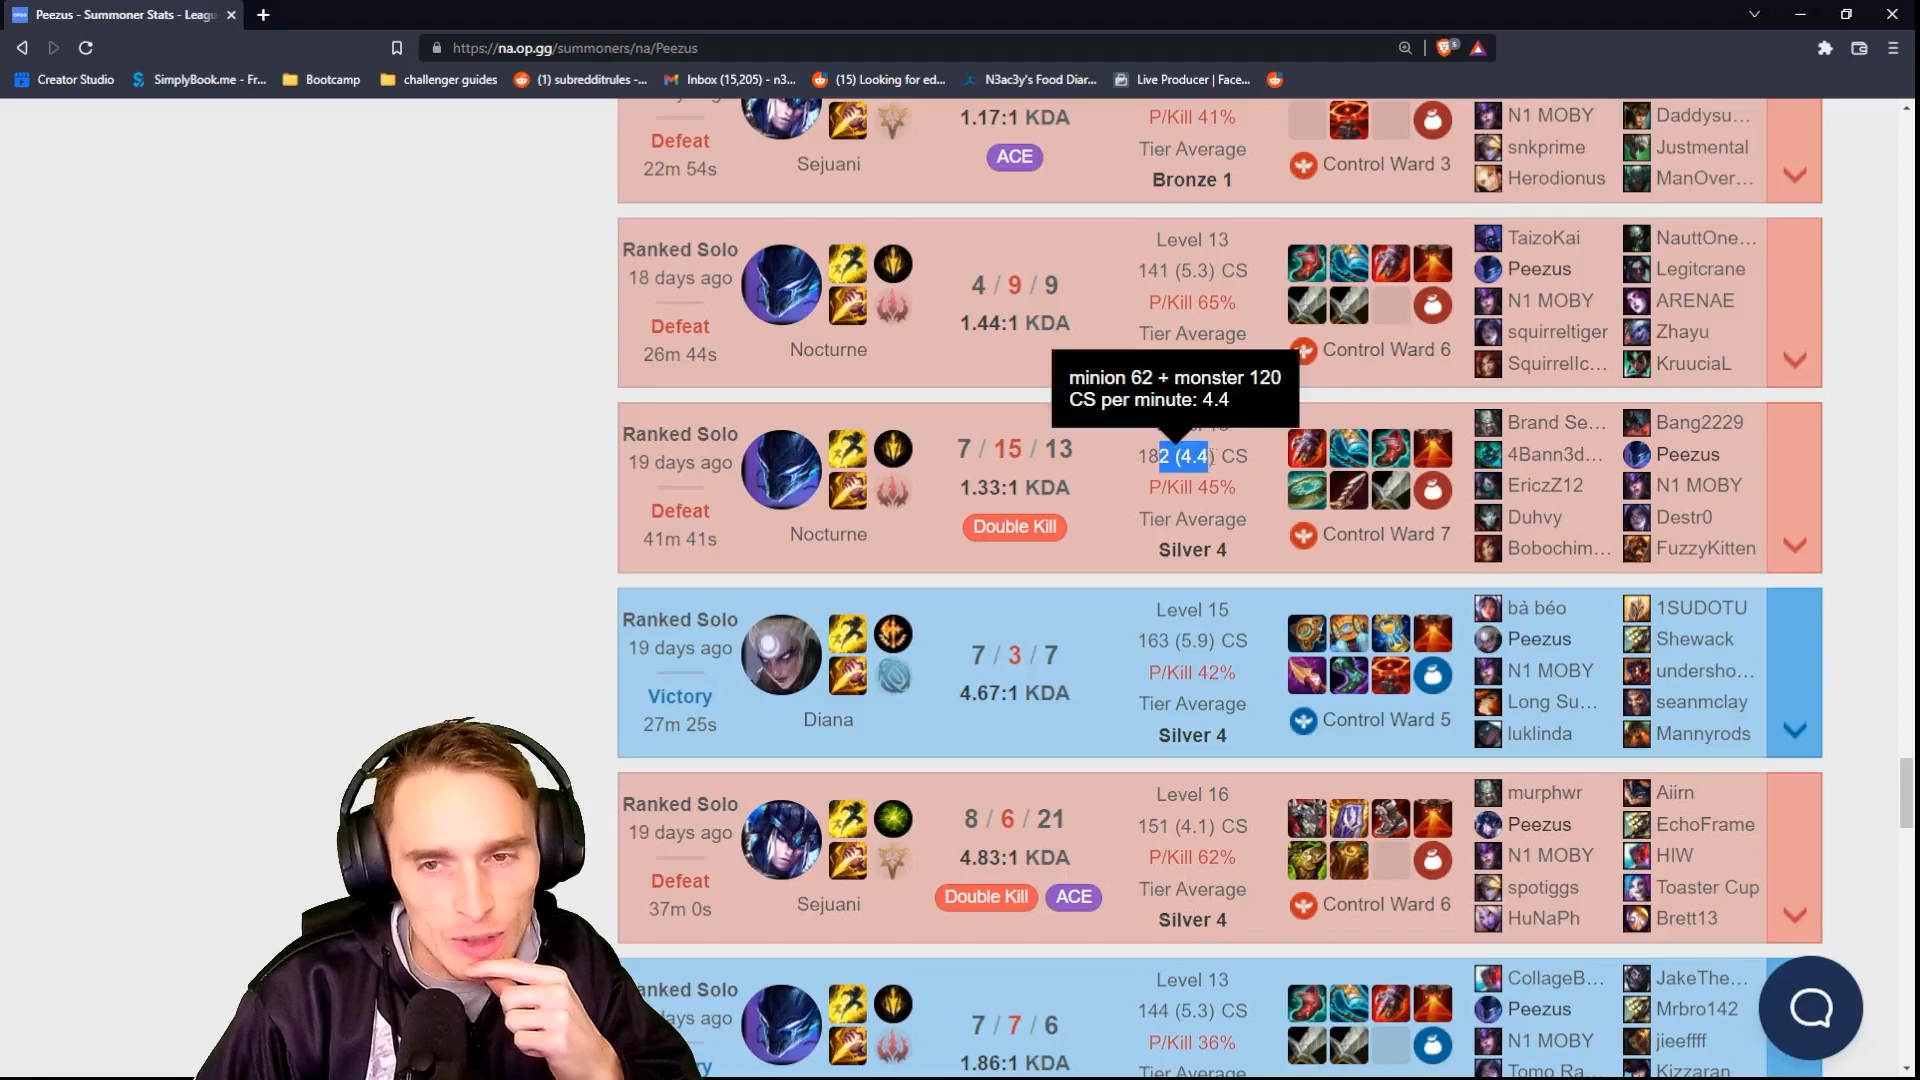 Peezus - Summoner Stats - Leagu
https://na.op.gg/summoners/na/Peezus
Creator Studio
SimplyBook.me - Fr...
Bootcamp
challenger guides
(1) subredditrules -...
Inbox (15,205) - n3...
(15) Looking for ed...
N3ac3y's Food Diar...
Live Producer | Face...
Defeat
22m 54s
Sejuani
1.17:1 KDA
ACE
P/Kill 41%
Tier Average
Bronze 1
Control Ward 3
N1 MOBY
snkprime
Herodionus
Daddysu...
Justmental
ManOver...
Ranked Solo
18 days ago
Defeat
26m 44s
Nocturne
4 / 9 / 9
1.44:1 KDA
Level 13
141 (5.3) CS
P/Kill 65%
Tier Average
Control Ward 6
TaizoKai
Peezus
N1 MOBY
squirreltiger
Squirrellc...
NauttOne...
Legitcrane
ARENAE
Zhayu
KruuciaL
minion 62 + monster 120
CS per minute: 4.4
Ranked Solo
19 days ago
Defeat
41m 41s
Nocturne
7 / 15 / 13
1.33:1 KDA
Double Kill
182 (4.4) CS
P/Kill 45%
Tier Average
Silver 4
Control Ward 7
Brand Se...
4Bann3d...
EriczZ12
Duhvy
Bobochim...
Bang2229
Peezus
N1 MOBY
Destr0
FuzzyKitten
Ranked Solo
19 days ago
Victory
27m 25s
Diana
7 / 3 / 7
4.67:1 KDA
Level 15
163 (5.9) CS
P/Kill 42%
Tier Average
Silver 4
Control Ward 5
bà béo
Peezus
N1 MOBY
Long Su...
luklinda
1SUDOTU
Shewack
undersho...
seanmclay
Mannyrods
Ranked Solo
19 days ago
Defeat
37m 0s
Sejuani
8 / 6 / 21
4.83:1 KDA
Double Kill
ACE
Level 16
151 (4.1) CS
P/Kill 62%
Tier Average
Silver 4
Control Ward 6
murphwr
Peezus
N1 MOBY
spotiggs
HuNaPh
Aiirn
EchoFrame
HIW
Toaster Cup
Brett13
anked Solo
ays ago
ry
7 / 7 / 6
1.86:1 KDA
Level 13
144 (5.3) CS
P/Kill 36%
Tier Average
CollageB...
Peezus
N1 MOBY
Tomo Ra...
JakeThe...
Mrbro142
jieeffff
Kizzaran